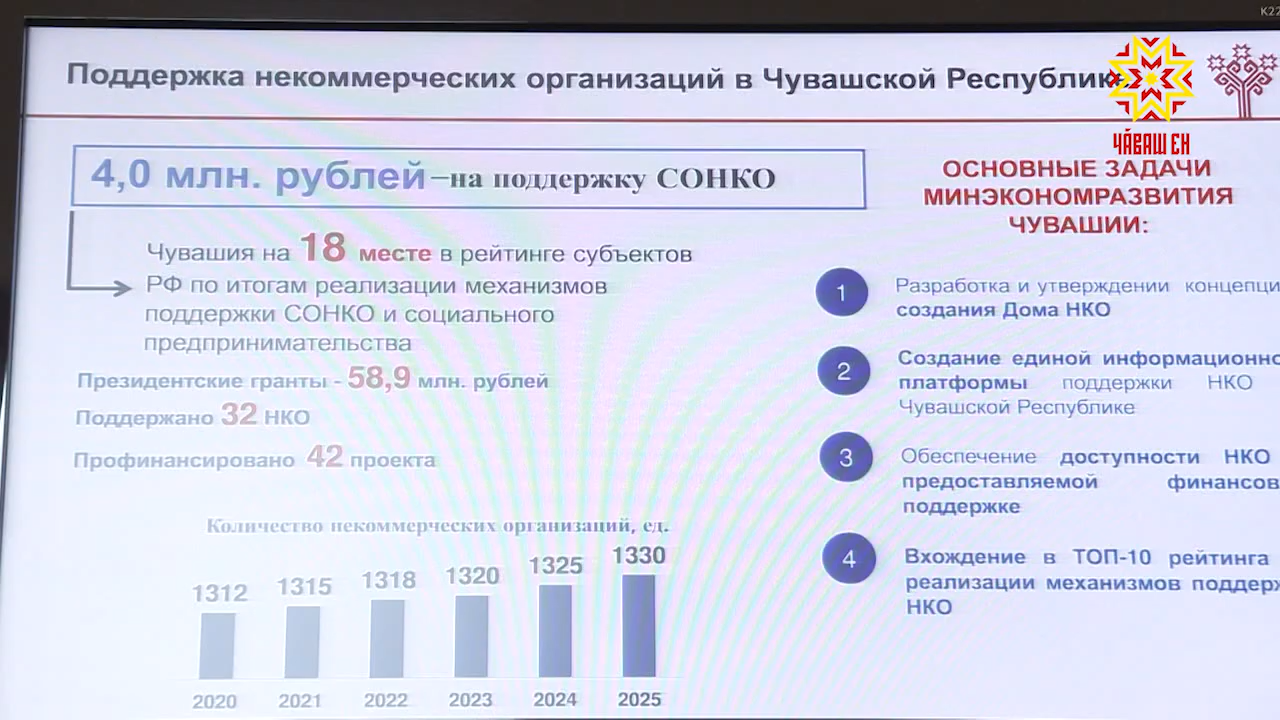 K22
Поддержка некоммерческих организаций в Чувашской Республике
ЧĂВАШ ЕН
4,0 млн. рублей – на поддержку СОНКО
Чувашия на 18 месте в рейтинге субъектов
РФ по итогам реализации механизмов
поддержки СОНКО и социального
предпринимательства
Президентские гранты - 58,9 млн. рублей
Поддержано 32 НКО
Профинансировано 42 проекта
Количество некоммерческих организаций, ед.
1312 1315 1318 1320 1325 1330
2020 2021 2022 2023 2024 2025
ОСНОВНЫЕ ЗАДАЧИ
МИНЭКОНОМРАЗВИТИЯ
ЧУВАШИИ:
1 Разработка и утверждении концепци
создания Дома НКО
2 Создание единой информационно
платформы поддержки НКО
Чувашской Республике
3 Обеспечение доступности НКО
предоставляемой финансов
поддержке
4 Вхождение в ТОП-10 рейтинга
реализации механизмов поддерж
НКО